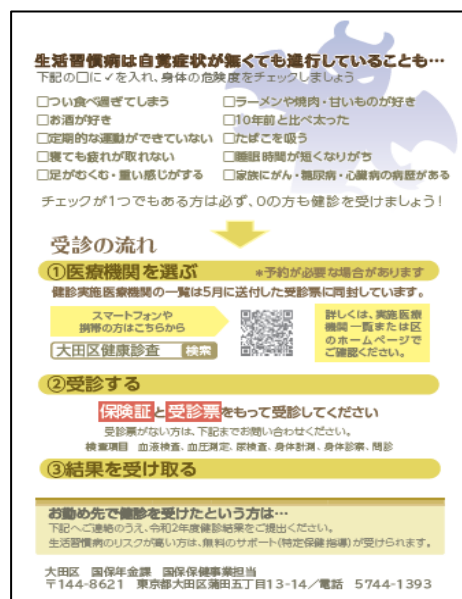 生活習慣病は自覚症状が無くても進行していることも…
下記の□に✓を入れ、身体の危険度をチェックしましょう
□つい食べ過ぎてしまう
□お酒が好き
□定期的な運動ができていない
□寝ても疲れが取れない
□足がむくむ・重い感じがする
□ラーメンや焼肉・甘いものが好き
□10年前と比べ太った
□たばこを吸う
□睡眠時間が短くなりがち
□家族にがん・糖尿病・心臓病の病歴がある
チェックが1つでもある方は必ず、0の方も健診を受けましょう！
受診の流れ
①医療機関を選ぶ ＊予約が必要な場合があります
健診実施医療機関の一覧は5月に送付した受診票に同封しています。
スマートフォンや
携帯の方はこちらから
大田区健康診査 検索
詳しくは、実施医療
機関一覧または区
のホームページで
ご確認ください。
②受診する
保険証と受診票をもって受診してください
受診票がない方は、下記までお問い合わせください。
検査項目 血液検査、血圧測定、尿検査、身体計測、身体診察、問診
③結果を受け取る
お勤め先で健診を受けたという方は…
下記へご連絡のうえ、令和2年度健診結果をご提出ください。
生活習慣病のリスクが高い方は、無料のサポート（特定保健指導）が受けられます。
大田区 国保年金課 国保保健事業担当
〒144-8621 東京都大田区蒲田五丁目13-14／電話 5744-1393